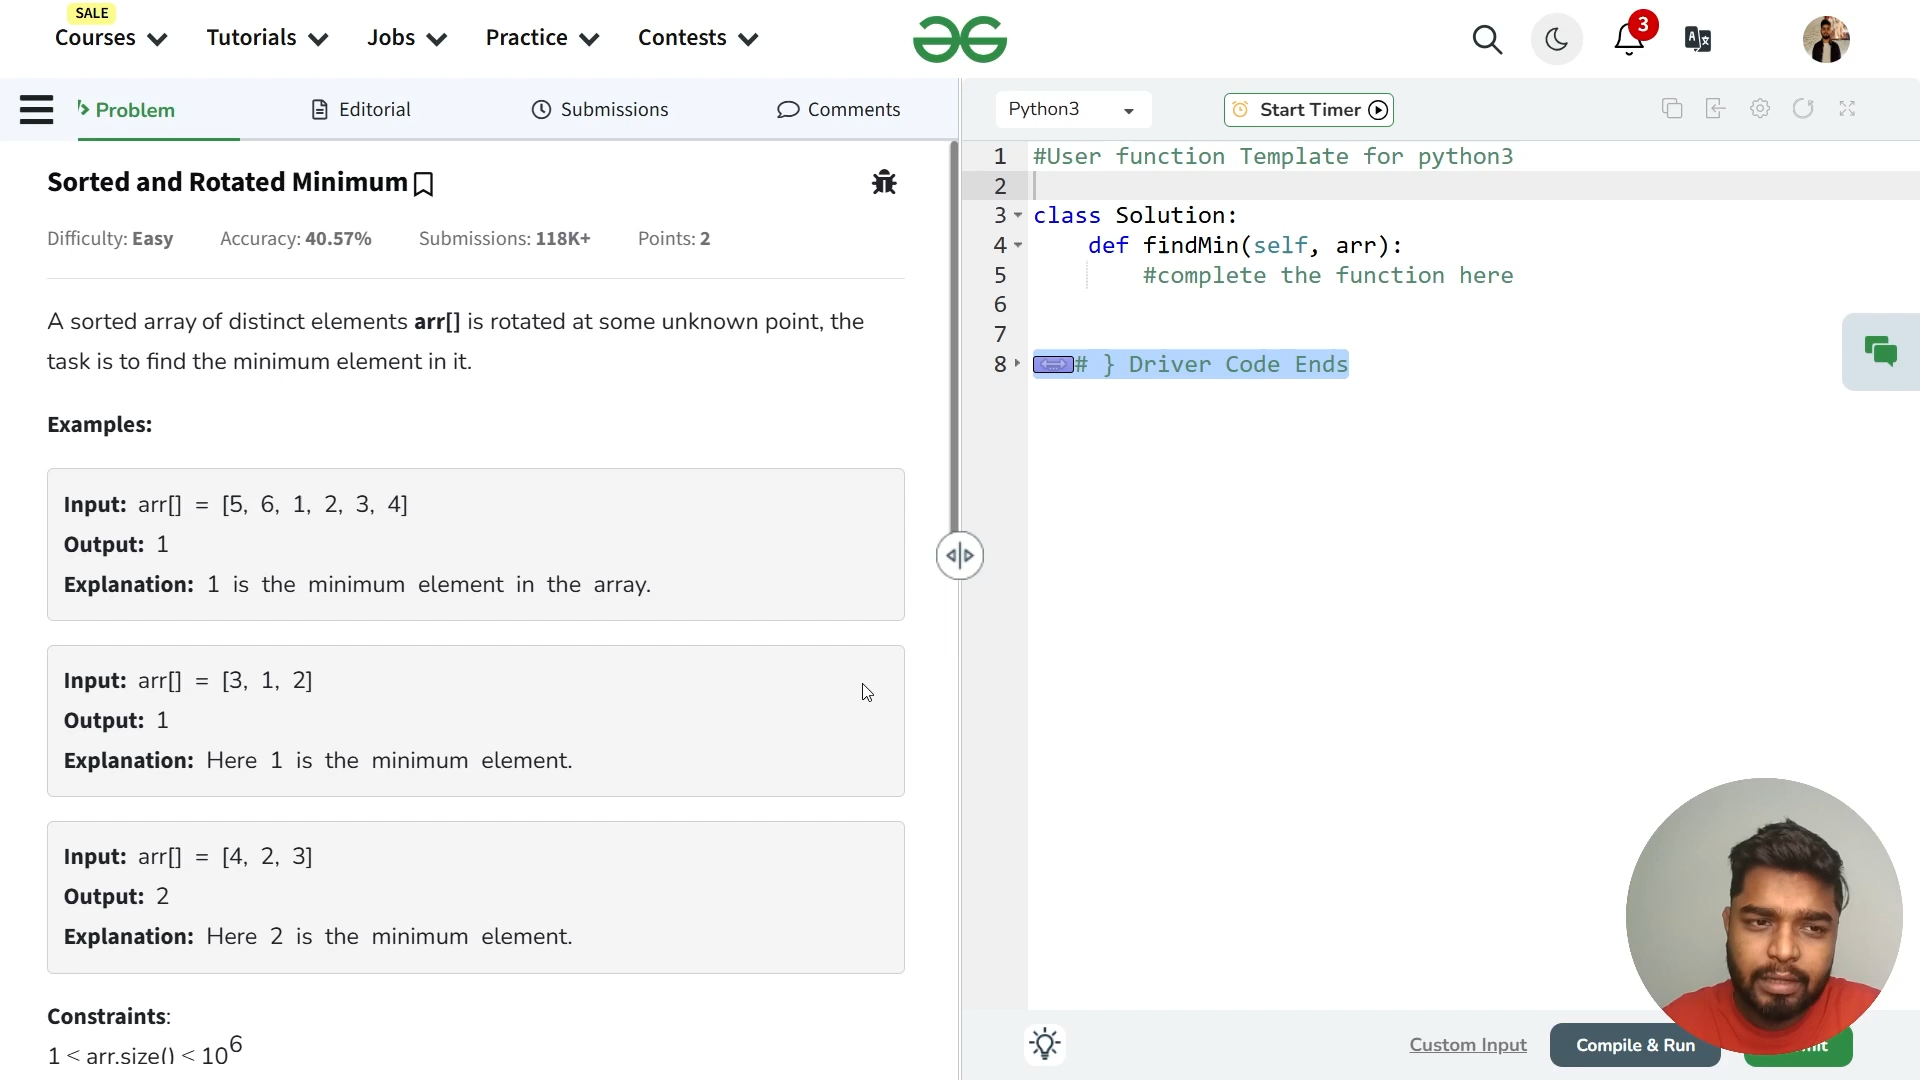 SALE
Courses Tutorials Jobs Practice Contests
3
Problem Editorial Submissions Comments
Python3 Start Timer
Sorted and Rotated Minimum
Difficulty: Easy Accuracy: 40.57% Submissions: 118K+ Points: 2
A sorted array of distinct elements arr[] is rotated at some unknown point, the
task is to find the minimum element in it.
Examples:
Input: arr[] = [5, 6, 1, 2, 3, 4]
Output: 1
Explanation: 1 is the minimum element in the array.
Input: arr[] = [3, 1, 2]
Output: 1
Explanation: Here 1 is the minimum element.
Input: arr[] = [4, 2, 3]
Output: 2
Explanation: Here 2 is the minimum element.
Constraints:
1 < arr.size() < 10^6
1 #User function Template for python3
2
3 class Solution:
4 def findMin(self, arr):
5 #complete the function here
6
7
8 # } Driver Code Ends
Custom Input Compile & Run